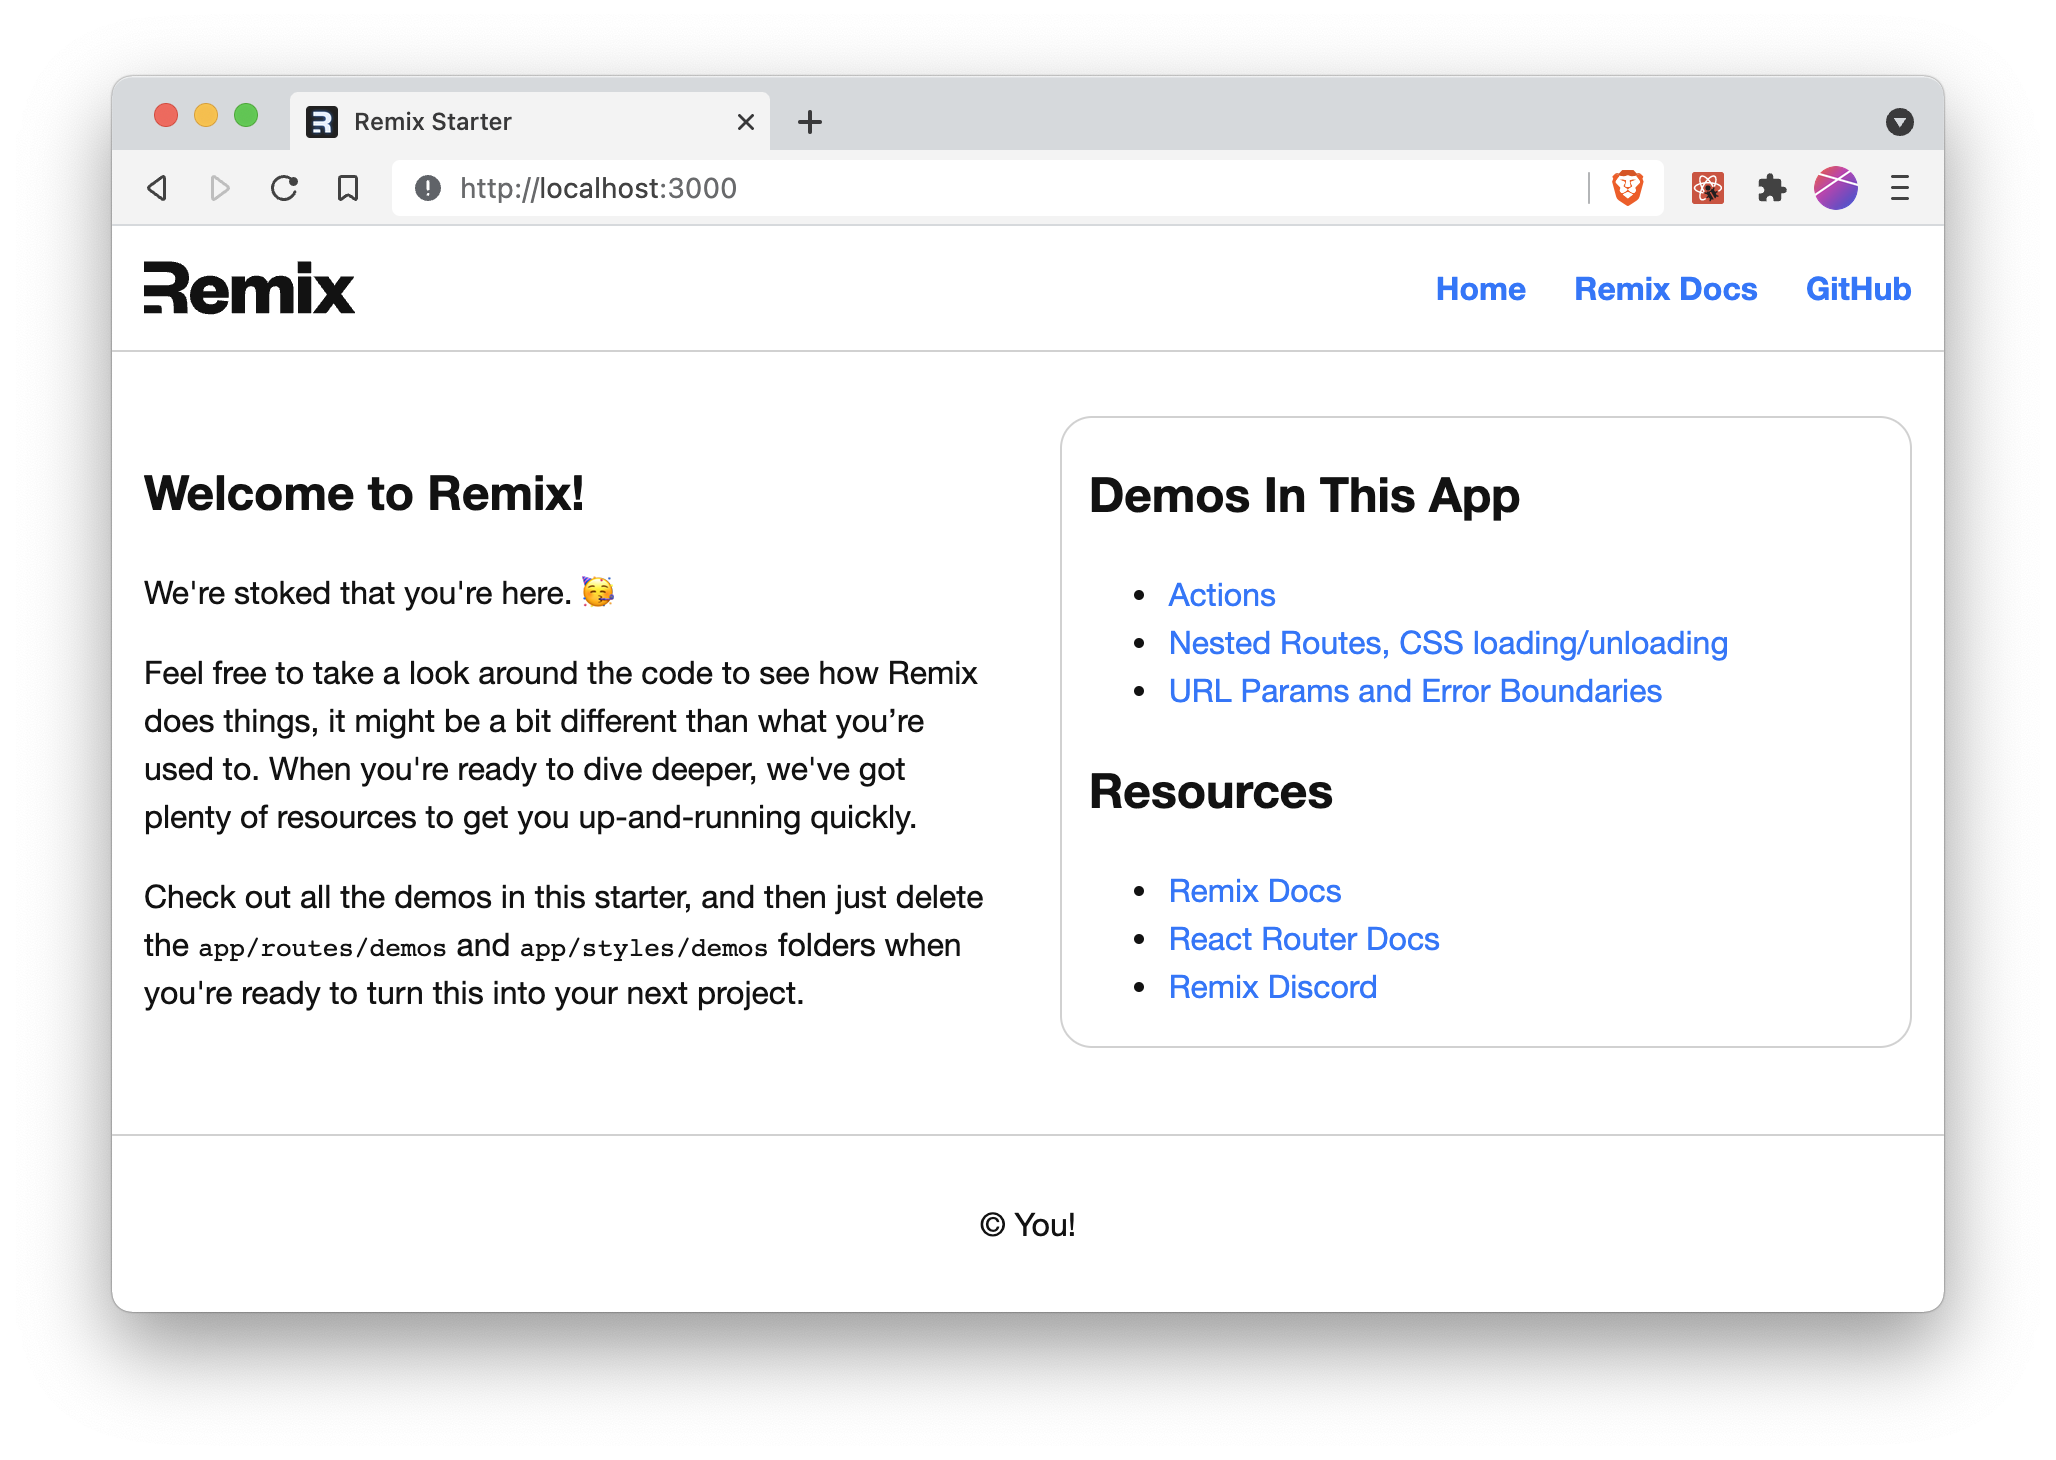 Remix Starter
http://localhost:3000
Remix
Home Remix Docs GitHub
Welcome to Remix!
We're stoked that you're here. 🥳
Feel free to take a look around the code to see how Remix
does things, it might be a bit different than what you’re
used to. When you're ready to dive deeper, we've got
plenty of resources to get you up-and-running quickly.
Check out all the demos in this starter, and then just delete
the app/routes/demos and app/styles/demos folders when
you're ready to turn this into your next project.
Demos In This App
• Actions
• Nested Routes, CSS loading/unloading
• URL Params and Error Boundaries
Resources
• Remix Docs
• React Router Docs
• Remix Discord
© You!